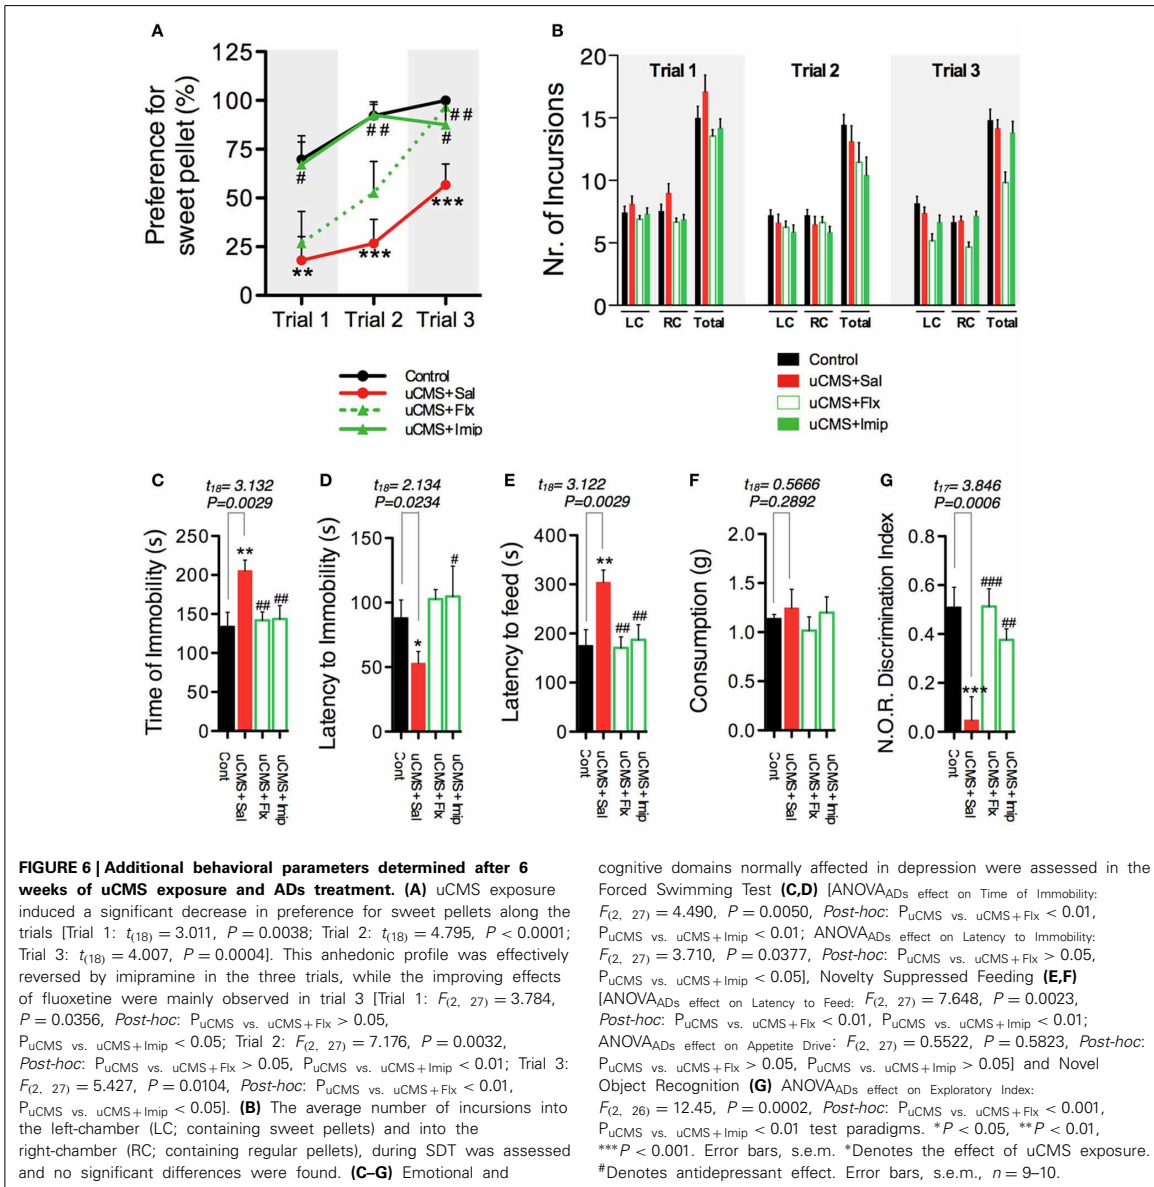 A
Preference for
sweet pellet (%)
125
100
75
50
25
0
##
##
#
#
**
***
***
Trial 1 Trial 2 Trial 3
Control
uCMS+Sal
uCMS+Flx
uCMS+Imip
B
Nr. of Incursions
20
15
10
5
0
Trial 1 Trial 2 Trial 3
LC RC Total LC RC Total LC RC Total
Control
uCMS+Sal
uCMS+Flx
uCMS+Imip
C
t18= 3.132
P=0.0029
Time of Immobility (s)
250
200
150
100
50
0
**
## ##
Cont
uCMS+Sal
uCMS+Flx
uCMS+Imip
D
t18= 2.134
P=0.0234
Latency to Immobility (s)
150
100
50
0
*
#
Cont
uCMS+Sal
uCMS+Flx
uCMS+Imip
E
t18= 3.122
P=0.0029
Latency to feed (s)
400
300
200
100
0
**
## ##
Cont
uCMS+Sal
uCMS+Flx
uCMS+Imip
F
t18= 0.5666
P=0.2892
Consumption (g)
2.0
1.5
1.0
0.5
0.0
Cont
uCMS+Sal
uCMS+Flx
uCMS+Imip
G
t17= 3.846
P=0.0006
N.O.R. Discrimination Index
0.8
0.6
0.4
0.2
0.0
***
###
##
Cont
uCMS+Sal
uCMS+Flx
uCMS+Imip
FIGURE 6 | Additional behavioral parameters determined after 6
weeks of uCMS exposure and ADs treatment. (A) uCMS exposure
induced a significant decrease in preference for sweet pellets along the
trials [Trial 1: t(18) = 3.011, P = 0.0038; Trial 2: t(18) = 4.795, P < 0.0001;
Trial 3: t(18) = 4.007, P = 0.0004]. This anhedonic profile was effectively
reversed by imipramine in the three trials, while the improving effects
of fluoxetine were mainly observed in trial 3 [Trial 1: F(2, 27) = 3.784,
P = 0.0356, Post-hoc: PuCMS vs. uCMS+Flx > 0.05,
PuCMS vs. uCMS+Imip < 0.05; Trial 2: F(2, 27) = 7.176, P = 0.0032,
Post-hoc: PuCMS vs. uCMS+Flx > 0.05, PuCMS vs. uCMS+Imip < 0.01; Trial 3:
F(2, 27) = 5.427, P = 0.0104, Post-hoc: PuCMS vs. uCMS+Flx < 0.01,
PuCMS vs. uCMS+Imip < 0.05]. (B) The average number of incursions into
the left-chamber (LC; containing sweet pellets) and into the
right-chamber (RC; containing regular pellets), during SDT was assessed
and no significant differences were found. (C–G) Emotional and
cognitive domains normally affected in depression were assessed in the
Forced Swimming Test (C,D) [ANOVAADs effect on Time of Immobility:
F(2, 27) = 4.490, P = 0.0050, Post-hoc: PuCMS vs. uCMS+Flx < 0.01,
PuCMS vs. uCMS+Imip < 0.01; ANOVAADs effect on Latency to Immobility:
F(2, 27) = 3.710, P = 0.0377, Post-hoc: PuCMS vs. uCMS+Flx > 0.05,
PuCMS vs. uCMS+Imip < 0.05], Novelty Suppressed Feeding (E,F)
[ANOVAADs effect on Latency to Feed: F(2, 27) = 7.648, P = 0.0023,
Post-hoc: PuCMS vs. uCMS+Flx < 0.01, PuCMS vs. uCMS+Imip < 0.01;
ANOVAADs effect on Appetite Drive: F(2, 27) = 0.5522, P = 0.5823, Post-hoc:
PuCMS vs. uCMS+Flx > 0.05, PuCMS vs. uCMS+Imip > 0.05] and Novel
Object Recognition (G) ANOVAADs effect on Exploratory Index:
F(2, 26) = 12.45, P = 0.0002, Post-hoc: PuCMS vs. uCMS+Flx < 0.001,
PuCMS vs. uCMS+Imip < 0.01 test paradigms. *P < 0.05, **P < 0.01,
***P < 0.001. Error bars, s.e.m. *Denotes the effect of uCMS exposure.
#Denotes antidepressant effect. Error bars, s.e.m., n = 9–10.